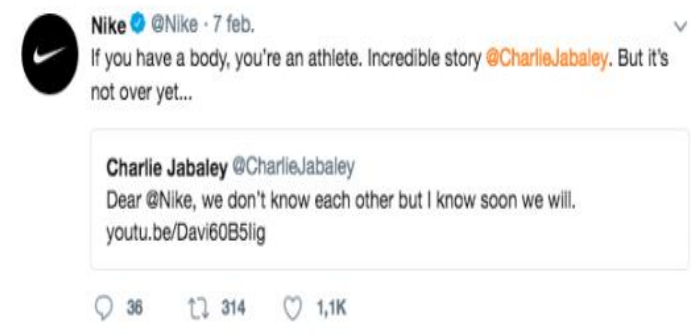 Nike @Nike · 7 feb.
If you have a body, you're an athlete. Incredible story @CharlieJabaley. But it's
not over yet...
Charlie Jabaley @CharlieJabaley
Dear @Nike, we don't know each other but I know soon we will.
youtu.be/Davi60B5Iig
36 314 1,1K